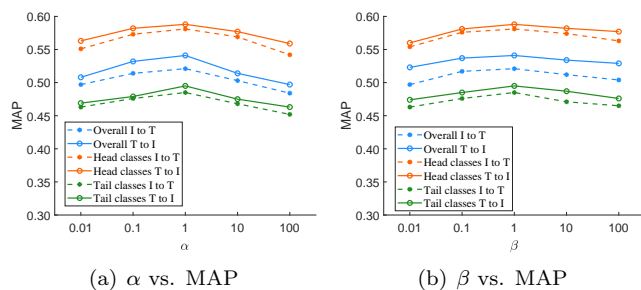 0.60
0.55
0.50
0.45
0.40
0.35
0.30
MAP
Overall I to T
Overall T to I
Head classes I to T
Head classes T to I
Tail classes I to T
Tail classes T to I
0.01 0.1 1 10 100
α
(a) α vs. MAP
0.60
0.55
0.50
0.45
0.40
0.35
0.30
MAP
Overall I to T
Overall T to I
Head classes I to T
Head classes T to I
Tail classes I to T
Tail classes T to I
0.01 0.1 1 10 100
β
(b) β vs. MAP